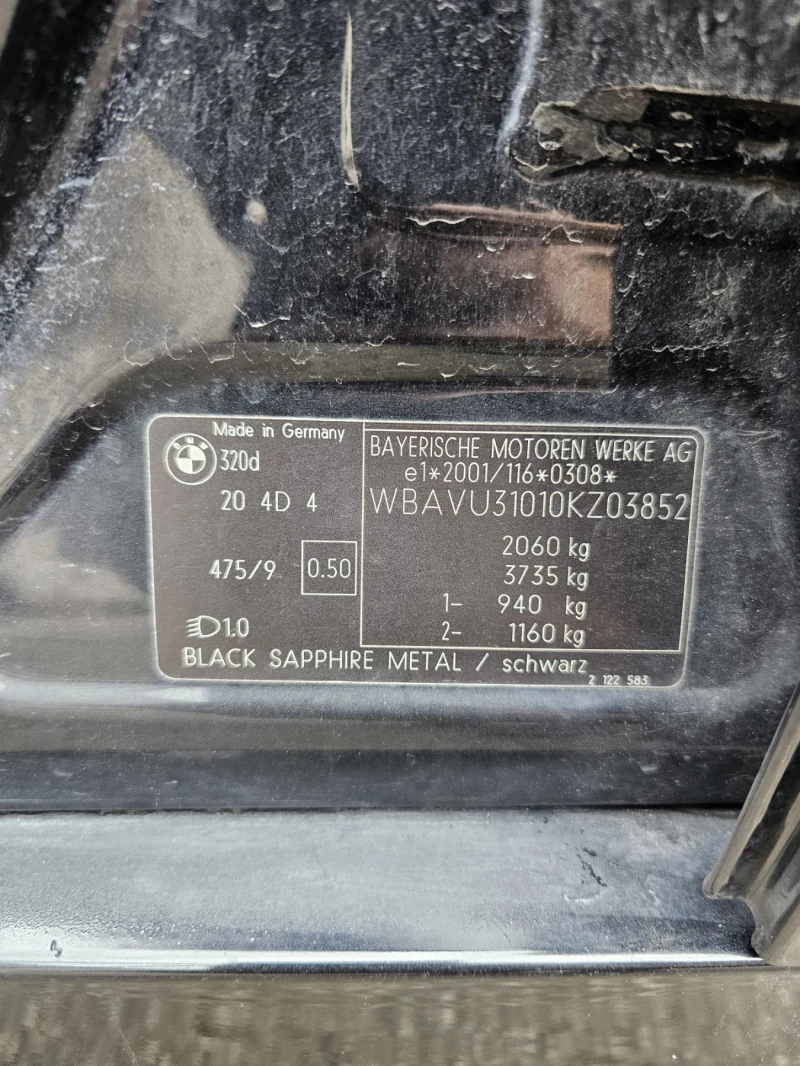 Made in Germany
BMW
320d
20 4D 4
475/9 0.50
1.0
BAYERISCHE MOTOREN WERKE AG
e1*2001/116*0308*
WBAVU31010KZ03852
2060 kg
3735 kg
1- 940 kg
2- 1160 kg
BLACK SAPPHIRE METAL / schwarz
2 122 583